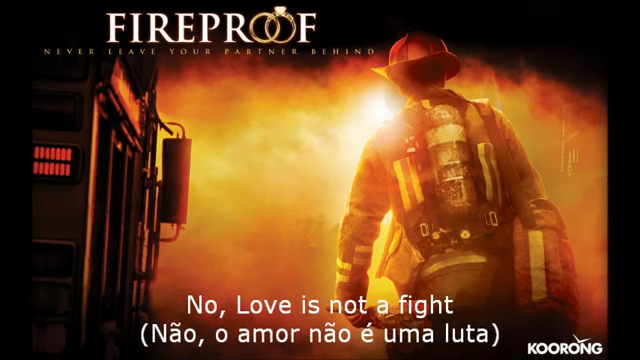 FIREPROOF
NEVER LEAVE YOUR PARTNER BEHIND
No, Love is not a fight
(Não, o amor não é uma luta)
KOORONG